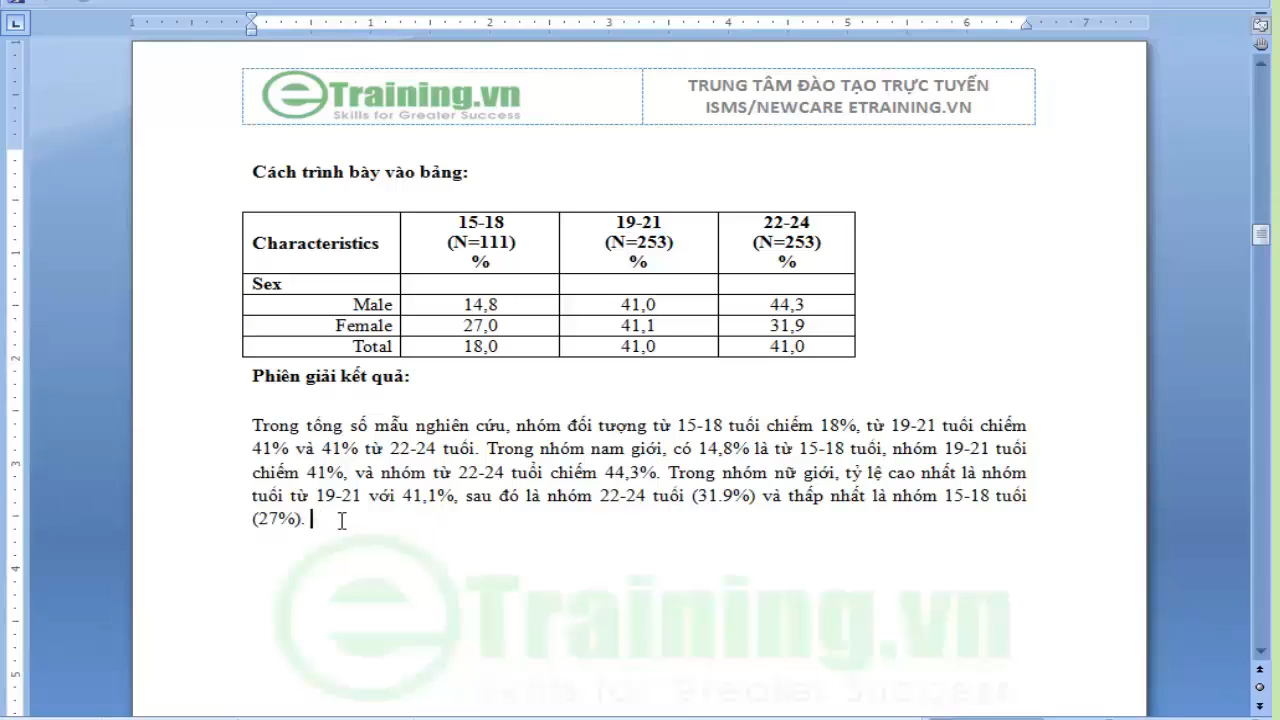 eTraining.vn
Skills for Greater Success
TRUNG TÂM ĐÀO TẠO TRỰC TUYẾN
ISMS/NEWCARE ETRAINING.VN
Cách trình bày vào bảng:
Characteristics 15-18 (N=111) % 19-21 (N=253) % 22-24 (N=253) %
Sex
Male 14,8 41,0 44,3
Female 27,0 41,1 31,9
Total 18,0 41,0 41,0
Phiên giải kết quả:
Trong tổng số mẫu nghiên cứu, nhóm đối tượng từ 15-18 tuổi chiếm 18%, từ 19-21 tuổi chiếm
41% và 41% từ 22-24 tuổi. Trong nhóm nam giới, có 14,8% là từ 15-18 tuổi, nhóm 19-21 tuổi
chiếm 41%, và nhóm từ 22-24 tuổi chiếm 44,3%. Trong nhóm nữ giới, tỷ lệ cao nhất là nhóm
tuổi từ 19-21 với 41,1%, sau đó là nhóm 22-24 tuổi (31.9%) và thấp nhất là nhóm 15-18 tuổi
(27%).
eTraining.vn
Skills for Greater Success